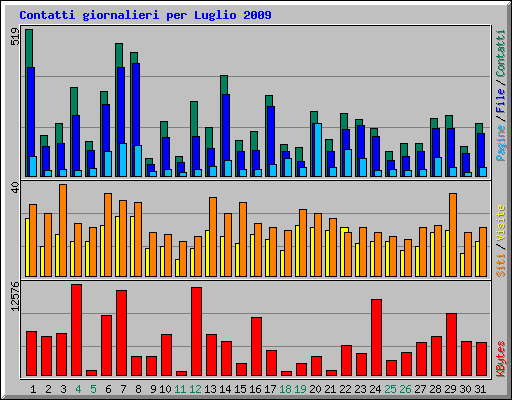 Contatti giornalieri per Luglio 2009
519
40
12576
Pagine / File / Contatti
Siti / Visite
KBytes
1 2 3 4 5 6 7 8 9 10 11 12 13 14 15 16 17 18 19 20 21 22 23 24 25 26 27 28 29 30 31